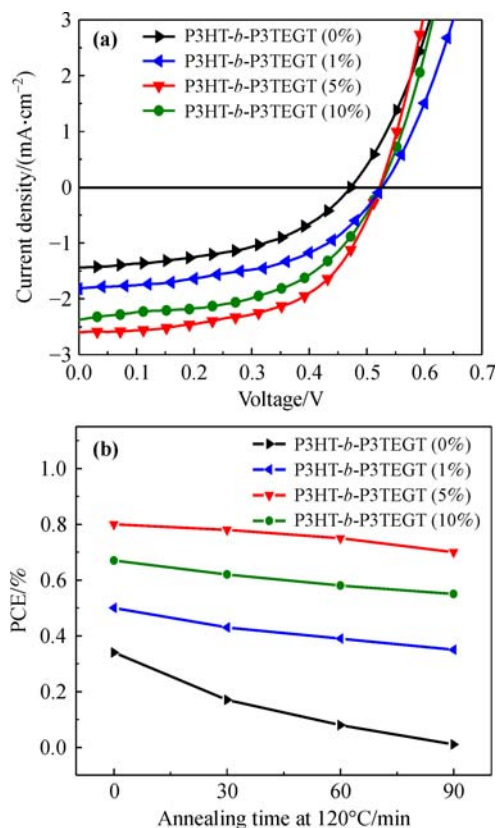 (a)
P3HT-b-P3TEGT (0%)
P3HT-b-P3TEGT (1%)
P3HT-b-P3TEGT (5%)
P3HT-b-P3TEGT (10%)
3
2
1
0
−1
−2
−3
Current density/(mA·cm−2)
0.0 0.1 0.2 0.3 0.4 0.5 0.6 0.7
Voltage/V
(b)
P3HT-b-P3TEGT (0%)
P3HT-b-P3TEGT (1%)
P3HT-b-P3TEGT (5%)
P3HT-b-P3TEGT (10%)
1.0
0.8
0.6
0.4
0.2
0.0
PCE/%
0 30 60 90
Annealing time at 120°C/min